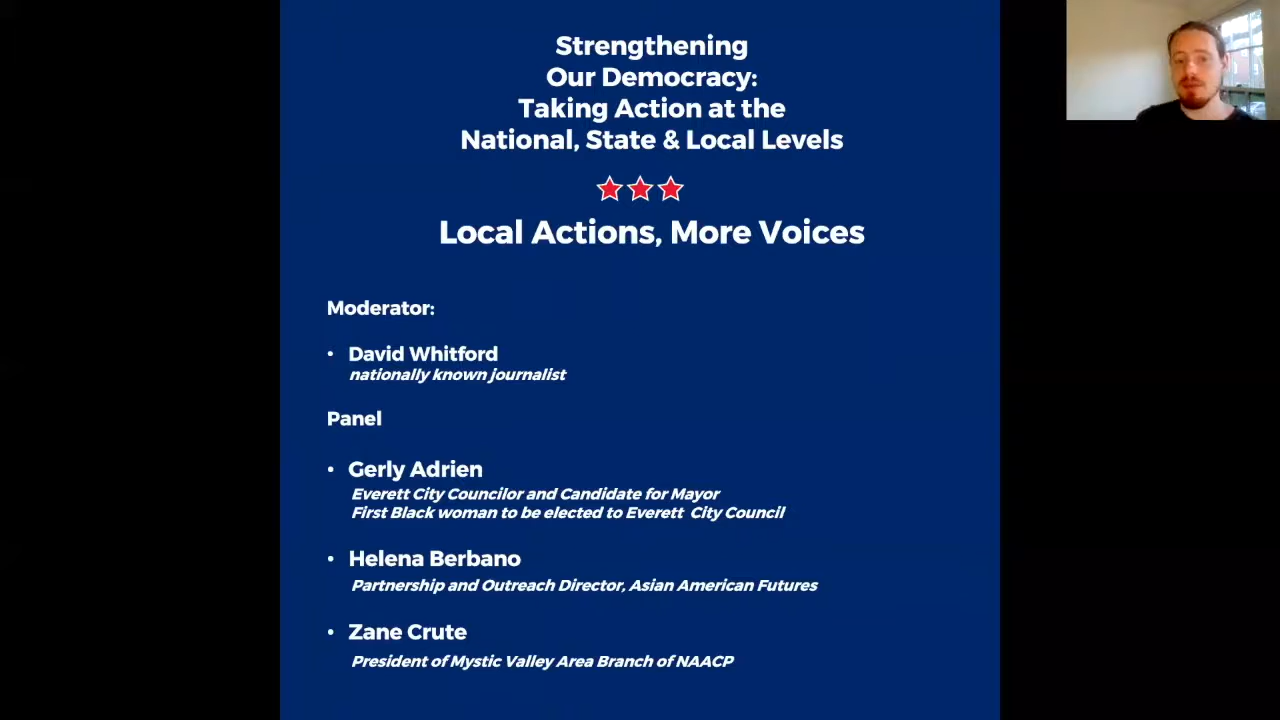 Strengthening
Our Democracy:
Taking Action at the
National, State & Local Levels
Local Actions, More Voices
Moderator:
• David Whitford
nationally known journalist
Panel
• Gerly Adrien
Everett City Councilor and Candidate for Mayor
First Black woman to be elected to Everett City Council
• Helena Berbano
Partnership and Outreach Director, Asian American Futures
• Zane Crute
President of Mystic Valley Area Branch of NAACP